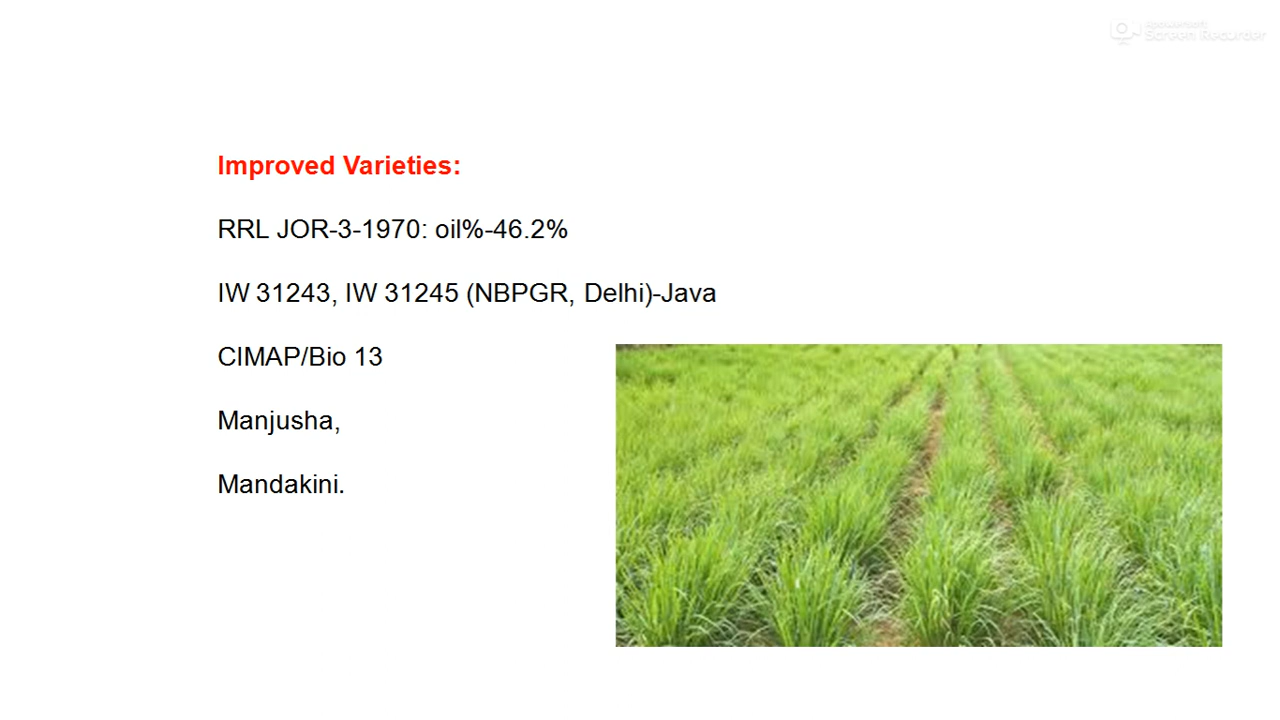 Apowersoft
Screen Recorder
Improved Varieties:
RRL JOR-3-1970: oil%-46.2%
IW 31243, IW 31245 (NBPGR, Delhi)-Java
CIMAP/Bio 13
Manjusha,
Mandakini.